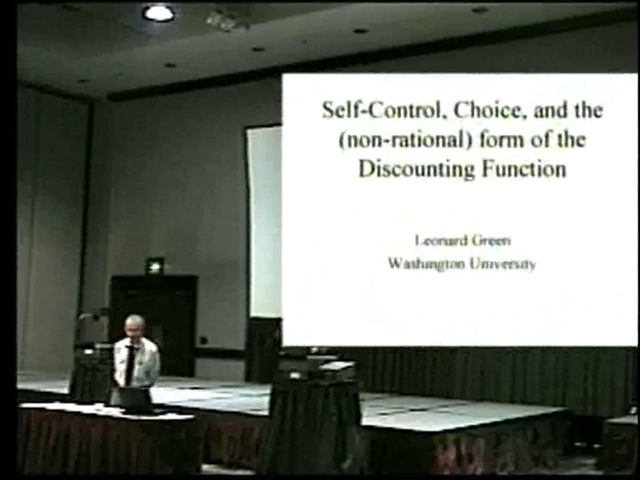 Self-Control, Choice, and the
(non-rational) form of the
Discounting Function
Leonard Green
Washington University